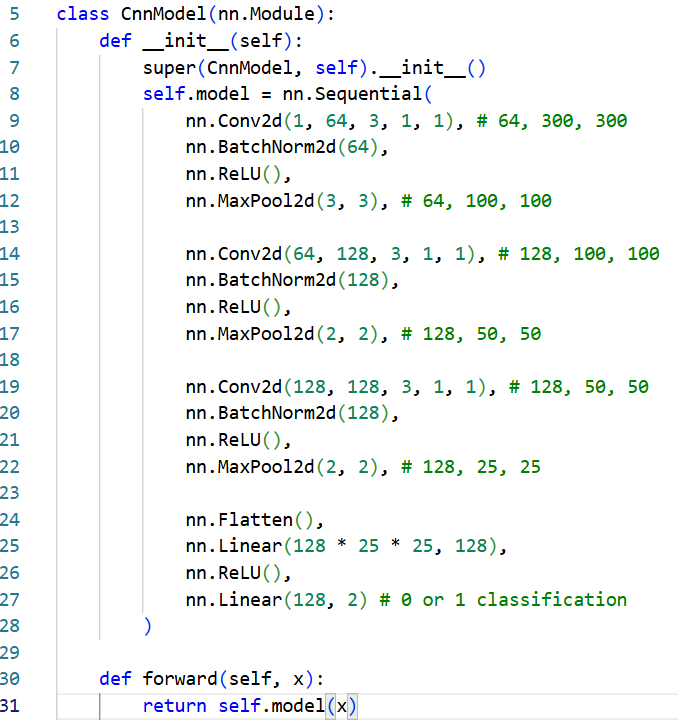 5 class CnnModel(nn.Module):
6     def __init__(self):
7         super(CnnModel, self).__init__()
8         self.model = nn.Sequential(
9             nn.Conv2d(1, 64, 3, 1, 1), # 64, 300, 300
10             nn.BatchNorm2d(64),
11             nn.ReLU(),
12             nn.MaxPool2d(3, 3), # 64, 100, 100
13
14             nn.Conv2d(64, 128, 3, 1, 1), # 128, 100, 100
15             nn.BatchNorm2d(128),
16             nn.ReLU(),
17             nn.MaxPool2d(2, 2), # 128, 50, 50
18
19             nn.Conv2d(128, 128, 3, 1, 1), # 128, 50, 50
20             nn.BatchNorm2d(128),
21             nn.ReLU(),
22             nn.MaxPool2d(2, 2), # 128, 25, 25
23
24             nn.Flatten(),
25             nn.Linear(128 * 25 * 25, 128),
26             nn.ReLU(),
27             nn.Linear(128, 2) # 0 or 1 classification
28         )
29
30     def forward(self, x):
31         return self.model(x)